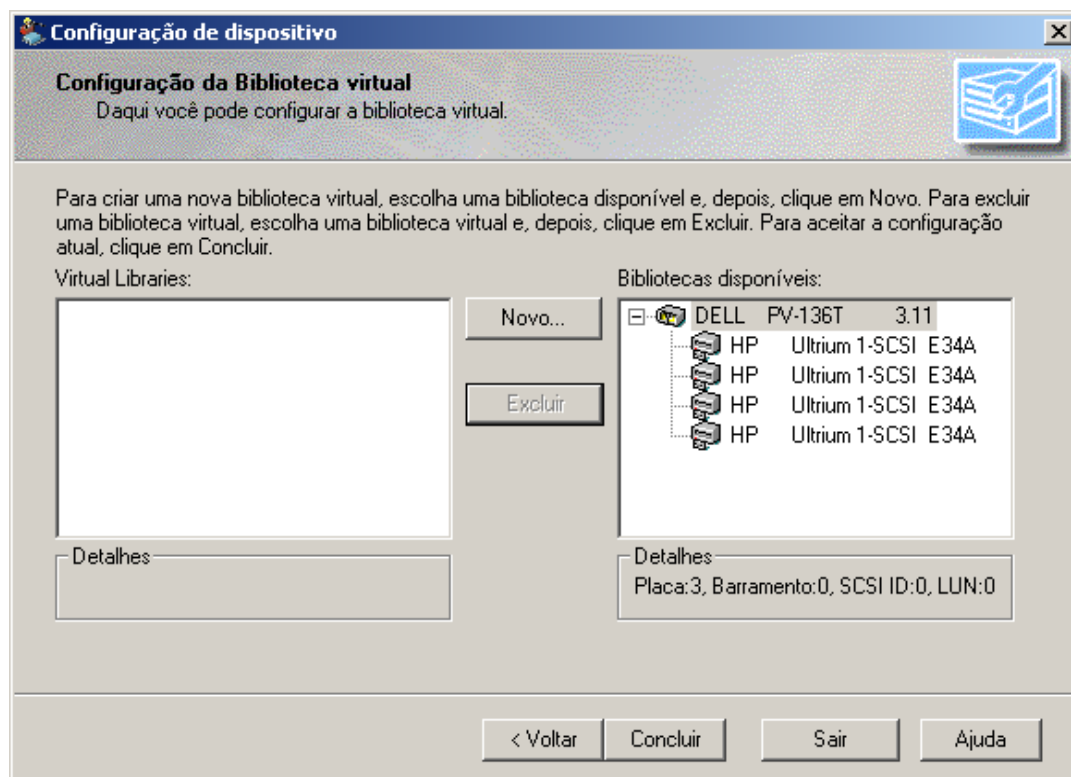 Configuração de dispositivo
Configuração da Biblioteca virtual
Daqui você pode configurar a biblioteca virtual.
Para criar uma nova biblioteca virtual, escolha uma biblioteca disponível e, depois, clique em Novo. Para excluir
uma biblioteca virtual, escolha uma biblioteca virtual e, depois, clique em Excluir. Para aceitar a configuração
atual, clique em Concluir.
Virtual Libraries:
Novo...
Excluir
Detalhes
Bibliotecas disponíveis:
DELL PV-136T 3.11
HP Ultrium 1-SCSI E34A
HP Ultrium 1-SCSI E34A
HP Ultrium 1-SCSI E34A
HP Ultrium 1-SCSI E34A
Detalhes
Placa:3, Barramento:0, SCSI ID:0, LUN:0
< Voltar
Concluir
Sair
Ajuda